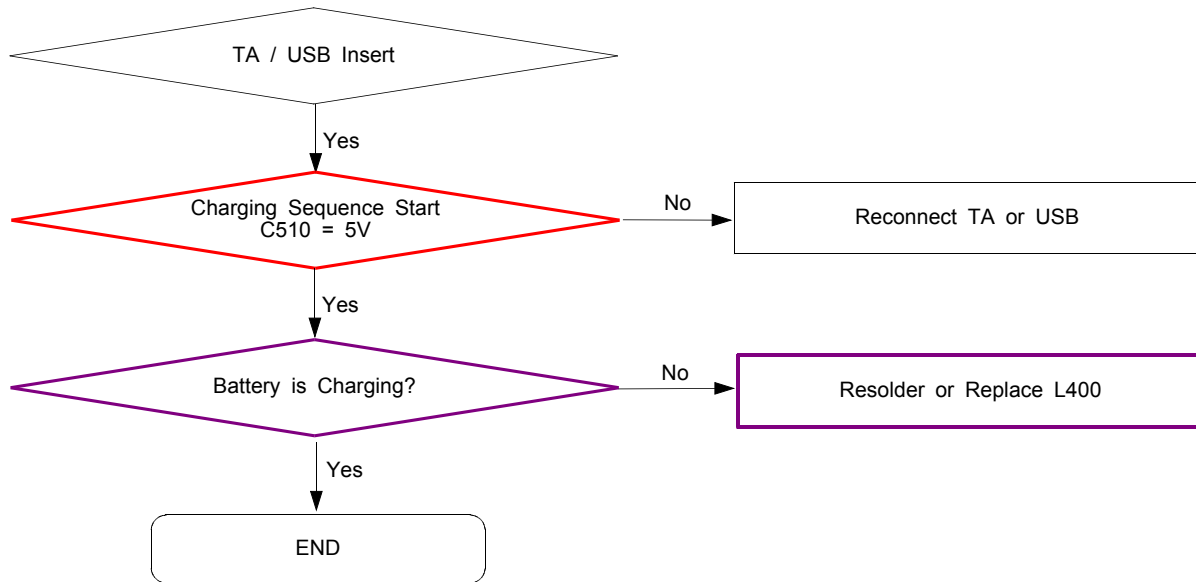 TA / USB Insert
Yes
Charging Sequence Start
C510 = 5V
No
Reconnect TA or USB
Yes
Battery is Charging?
No
Resolder or Replace L400
Yes
END